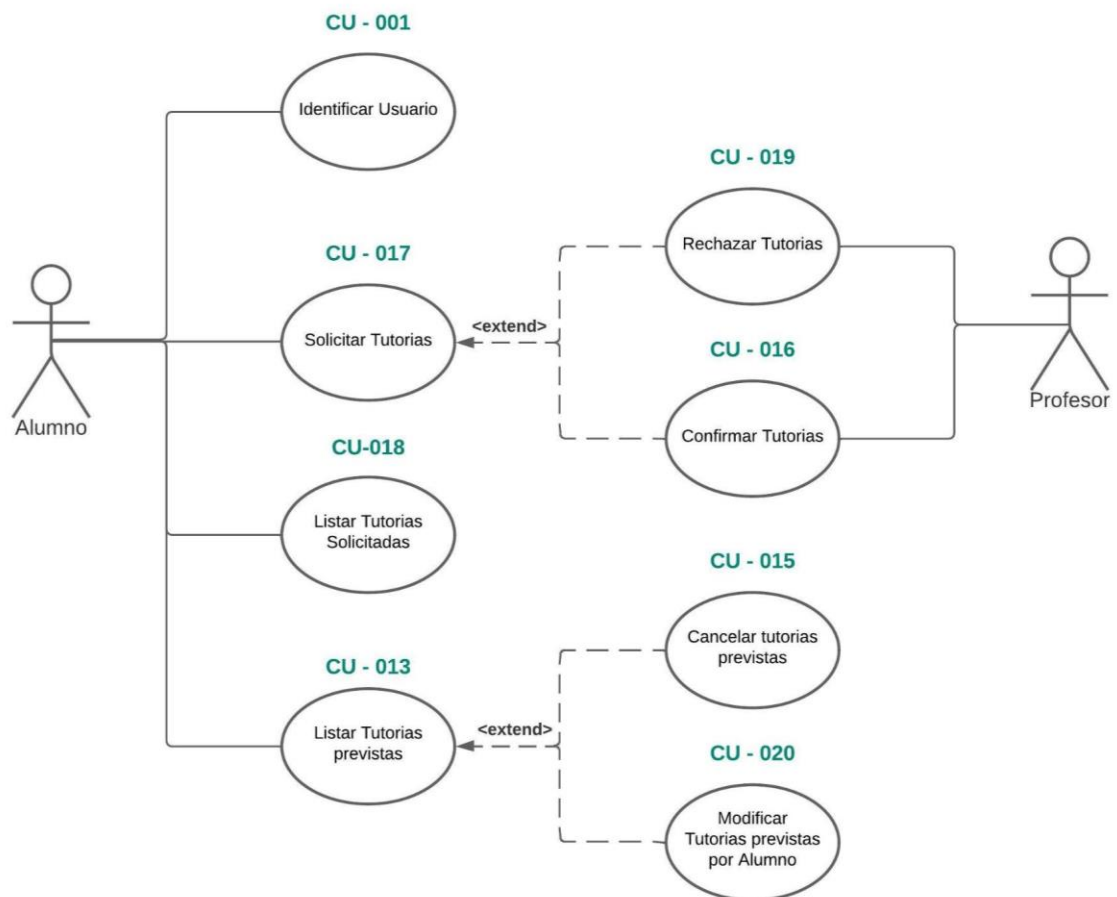 CU - 001
Identificar Usuario
CU - 019
Rechazar Tutorias
CU - 017
Solicitar Tutorias
<extend>
CU - 016
Confirmar Tutorias
Alumno
Profesor
CU-018
Listar Tutorias
Solicitadas
CU - 015
Cancelar tutorias
previstas
CU - 013
Listar Tutorias
previstas
<extend>
CU - 020
Modificar
Tutorias previstas
por Alumno